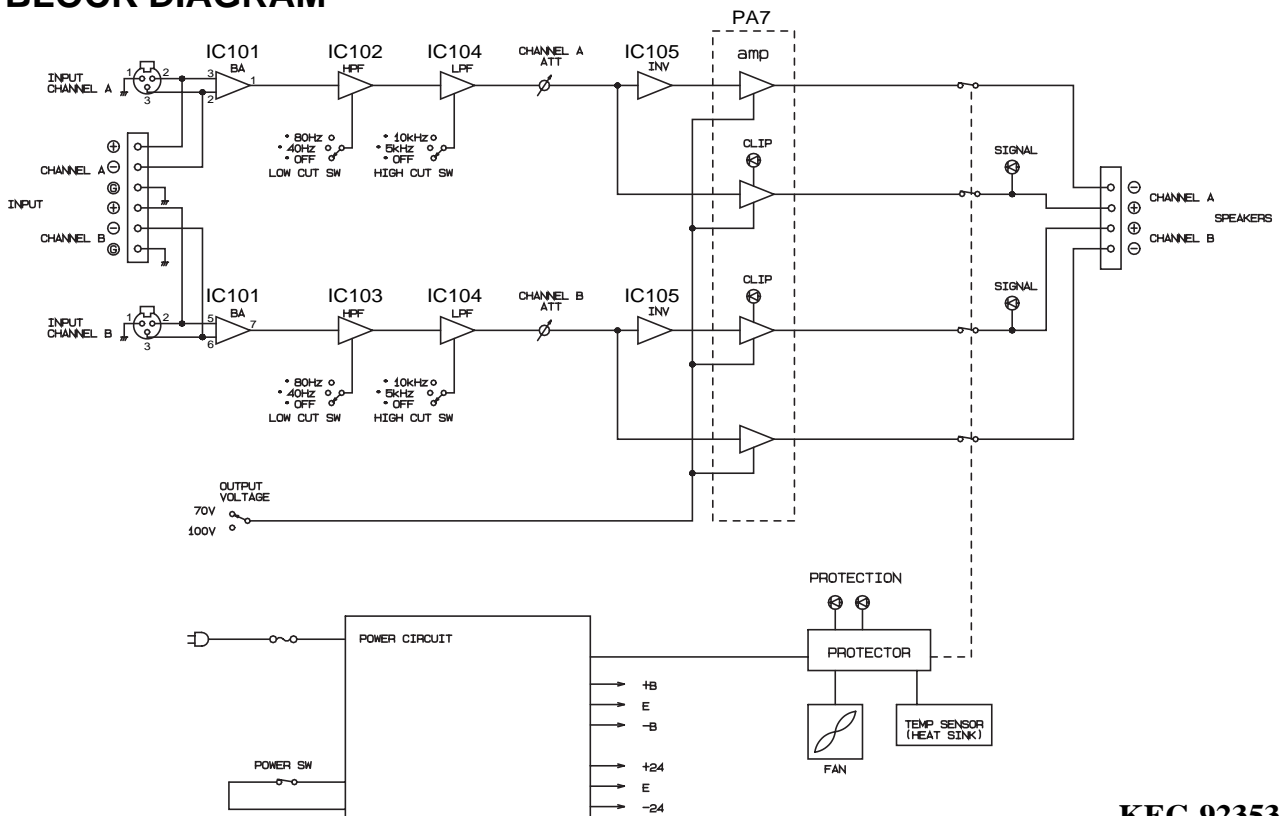 BLOCK DIAGRAM
PA7
IC101
IC102
IC104
CHANNEL A
ATT
IC105
amp
BA
HPF
LPF
INV
INPUT
CHANNEL A
1
2
3
3
2
1
* 80Hz
* 40Hz
* OFF
LOW CUT SW
* 10kHz
* 5kHz
* OFF
HIGH CUT SW
CLIP
SIGNAL
+
CHANNEL A -
G
INPUT
+
-
CHANNEL B
G
- CHANNEL A
+
SPEAKERS
+
- CHANNEL B
IC101
IC103
IC104
CHANNEL B
ATT
IC105
CLIP
SIGNAL
BA
HPF
LPF
INV
INPUT
CHANNEL B
1
2
3
5
6
7
* 80Hz
* 40Hz
* OFF
LOW CUT SW
* 10kHz
* 5kHz
* OFF
HIGH CUT SW
OUTPUT
VOLTAGE
70V
100V
PROTECTION
POWER CIRCUIT
PROTECTOR
+B
E
-B
TEMP SENSOR
(HEAT SINK)
FAN
POWER SW
+24
E
-24
KEC-92353